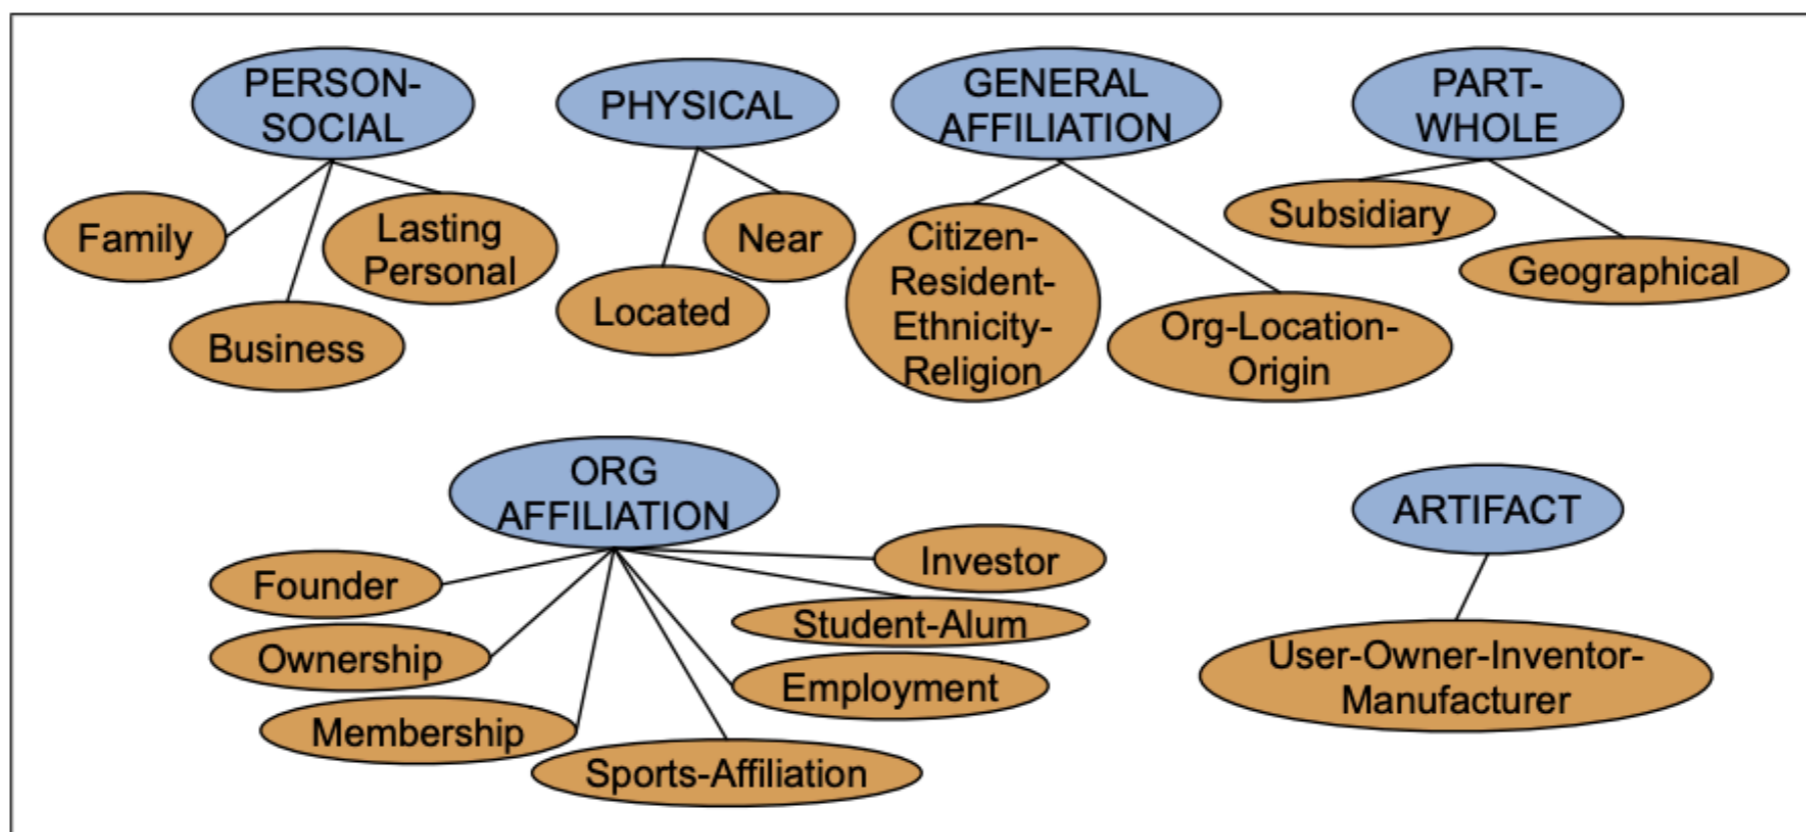 PERSON-
SOCIAL
PHYSICAL
GENERAL
AFFILIATION
PART-
WHOLE
Family
Lasting
Personal
Business
Near
Located
Citizen-
Resident-
Ethnicity-
Religion
Org-Location-
Origin
Subsidiary
Geographical
ORG
AFFILIATION
Founder
Ownership
Membership
Sports-Affiliation
Employment
Student-Alum
Investor
ARTIFACT
User-Owner-Inventor-
Manufacturer